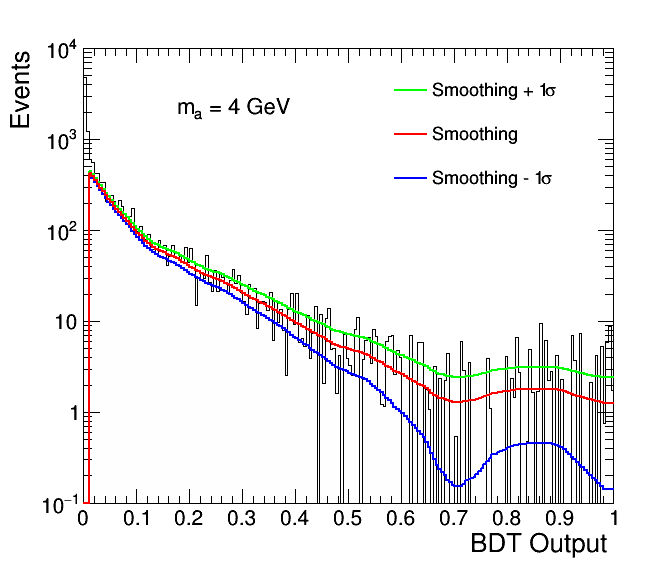 Events
10⁴
10³
10²
10
1
10⁻¹
mₐ = 4 GeV
Smoothing + 1σ
Smoothing
Smoothing - 1σ
0 0.1 0.2 0.3 0.4 0.5 0.6 0.7 0.8 0.9 1
BDT Output